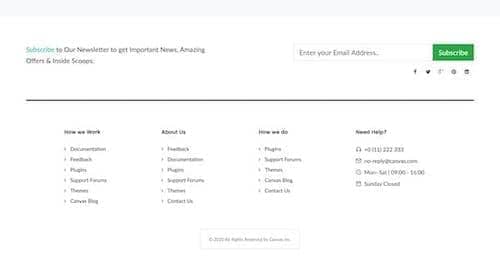 Subscribe to Our Newsletter to get Important News, Amazing
Offers & Inside Scoops:
Enter your Email Address..
Subscribe
How we Work
Documentation
Feedback
Plugins
Support Forums
Themes
Canvas Blog
About Us
Feedback
Documentation
Plugins
Support Forums
Themes
Contact Us
How we do
Plugins
Support Forums
Themes
Canvas Blog
Contact Us
Need Help?
+0 (11) 222 333
no-reply@canvas.com
Mon- Sat | 09:00 - 16:00
Sunday Closed
© 2020 All Rights Reserved by Canvas Inc.